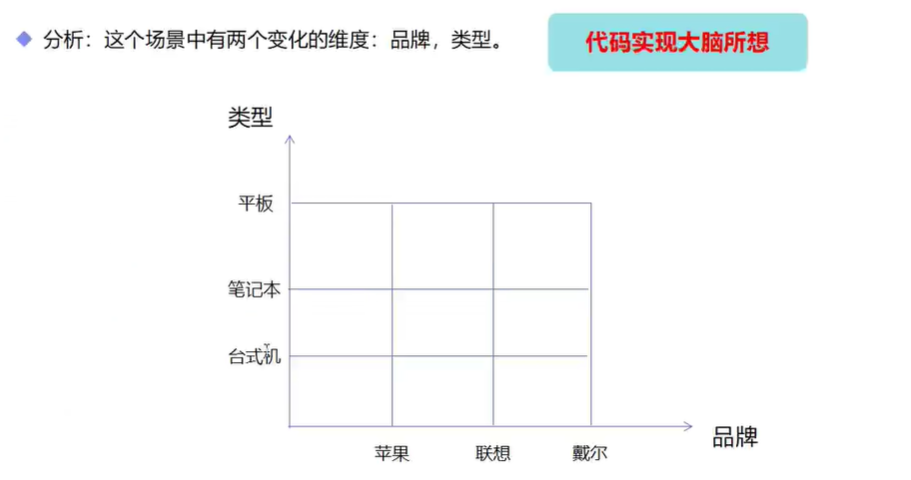 分析：这个场景中有两个变化的维度：品牌，类型。
代码实现大脑所想
类型
平板
笔记本
台式机
品牌
苹果 联想 戴尔